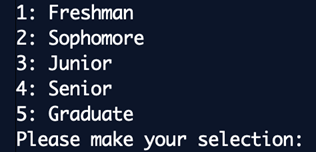 1: Freshman
2: Sophomore
3: Junior
4: Senior
5: Graduate
Please make your selection: